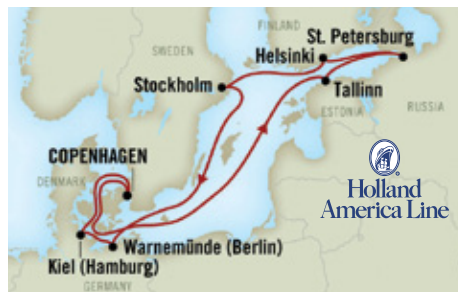 FINLAND
SWEDEN
St. Petersburg
Helsinki
Stockholm
Tallinn
ESTONIA
RUSSIA
COPENHAGEN
DENMARK
Holland
America Line
Warnemünde (Berlin)
Kiel (Hamburg)
GERMANY